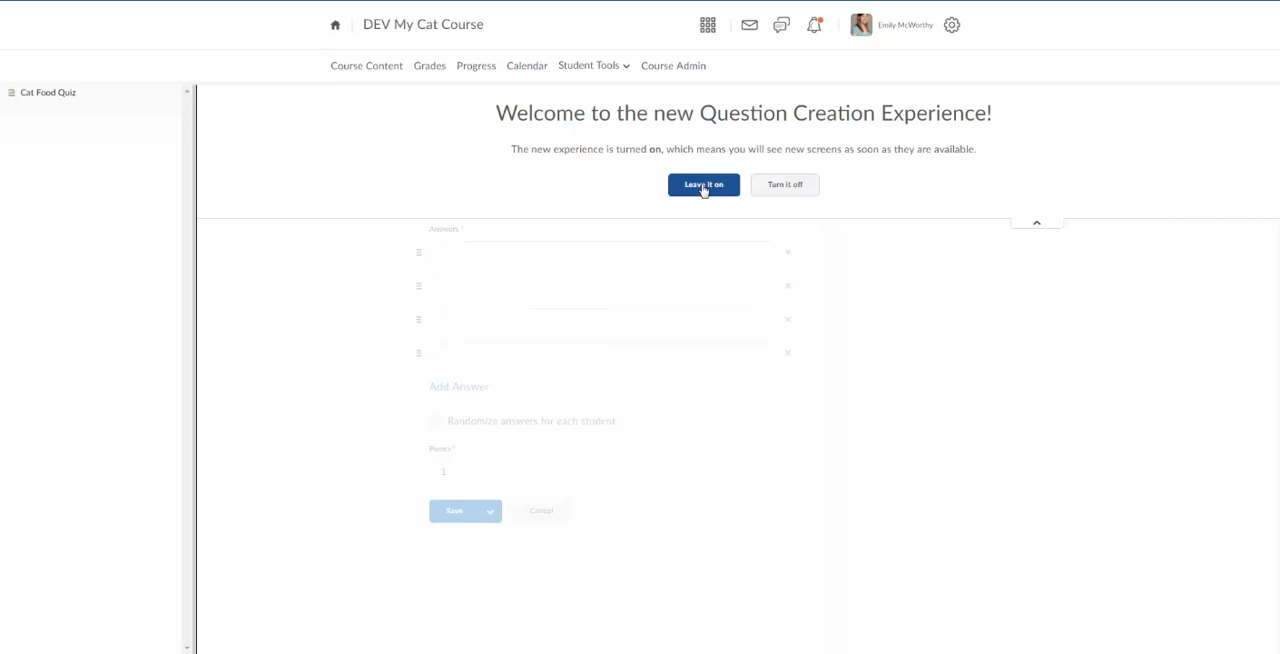 DEV My Cat Course
Emily McWorthy
Course Content Grades Progress Calendar Student Tools Course Admin
Cat Food Quiz
Welcome to the new Question Creation Experience!
The new experience is turned on, which means you will see new screens as soon as they are available.
Leave it on Turn it off
Answers *
Add Answer
Randomize answers for each student
Points *
1
Save Cancel